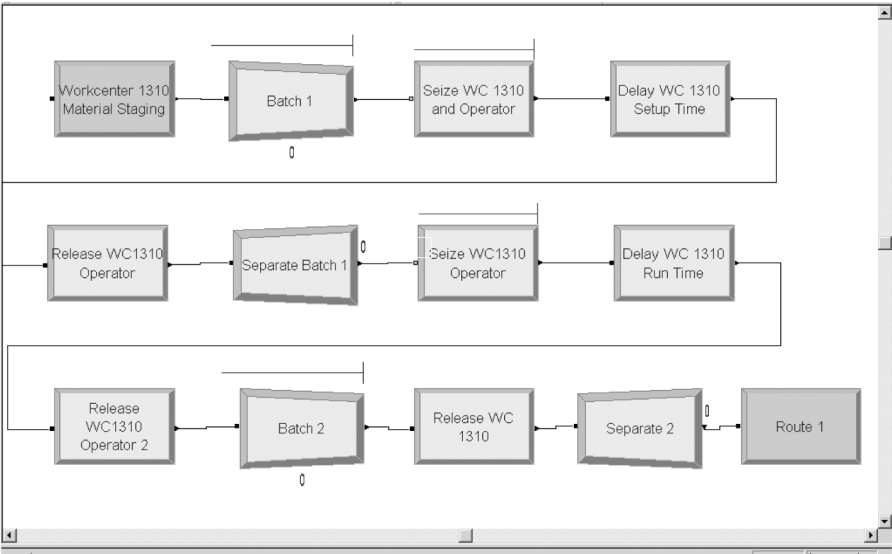 Workcenter 1310
Material Staging
Batch 1
0
Seize WC 1310
and Operator
Delay WC 1310
Setup Time
Release WC1310
Operator
Separate Batch 1
0
Seize WC1310
Operator
Delay WC 1310
Run Time
Release
WC1310
Operator 2
Batch 2
0
Release WC
1310
Separate 2
0
Route 1